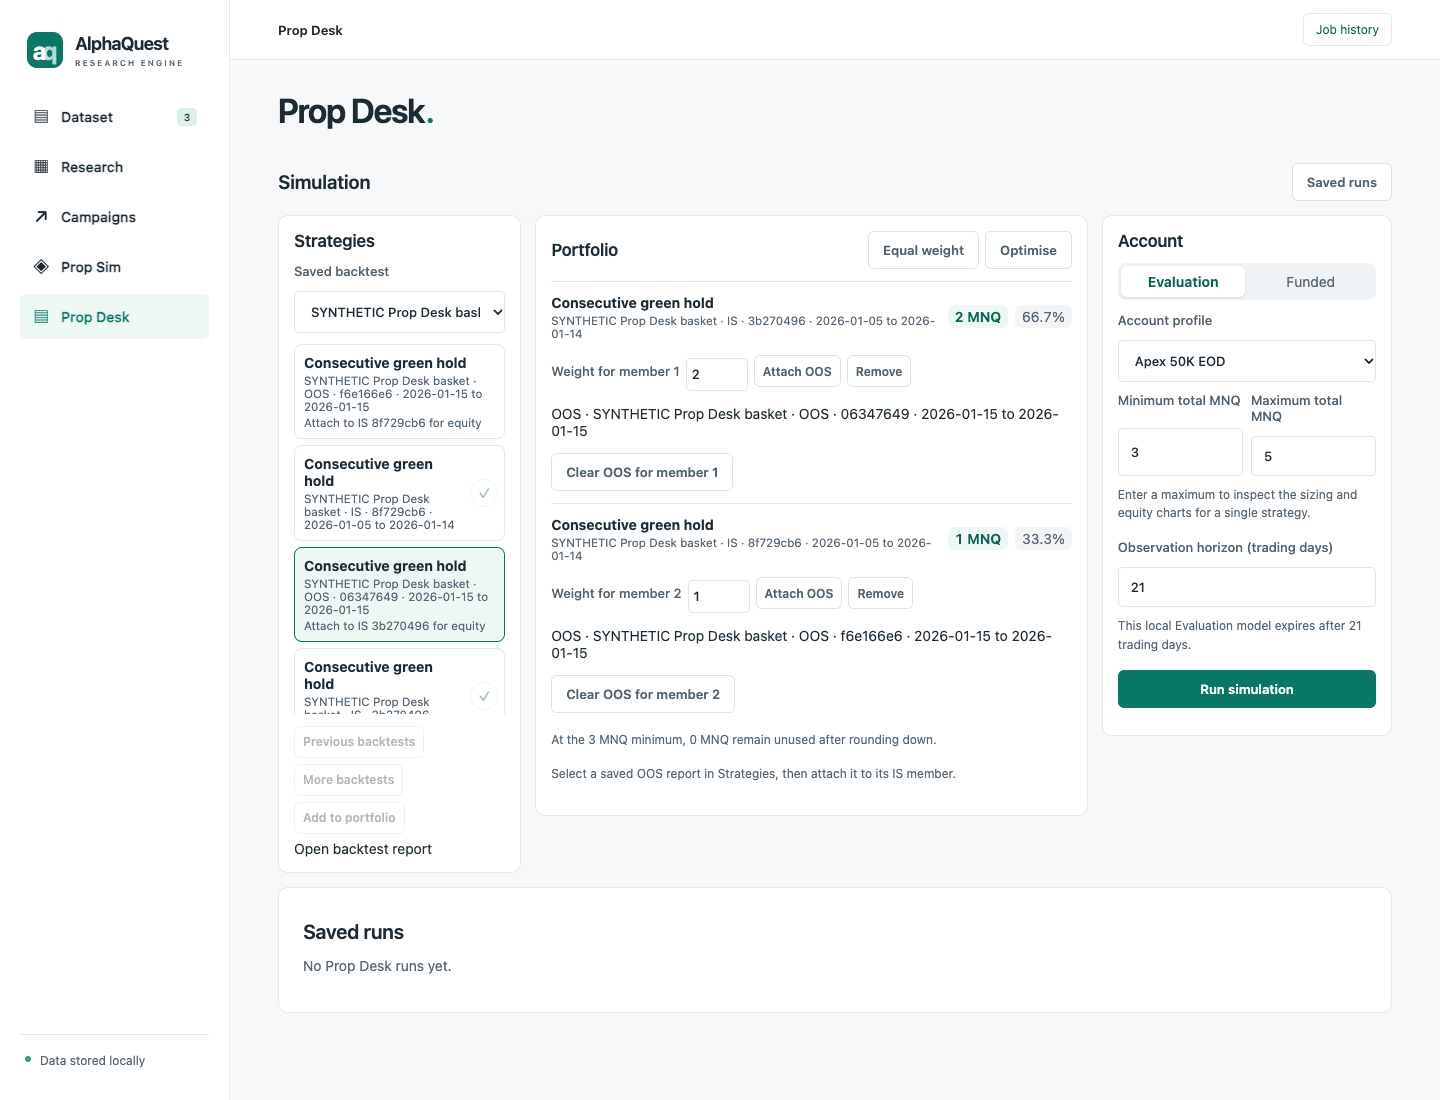 aq
AlphaQuest
RESEARCH ENGINE
Dataset
3
Research
Campaigns
Prop Sim
Prop Desk
Data stored locally
Prop Desk
Job history
Prop Desk.
Simulation
Saved runs
Strategies
Saved backtest
SYNTHETIC Prop Desk basl
Consecutive green hold
SYNTHETIC Prop Desk basket ·
OOS · f6e166e6 · 2026-01-15 to
2026-01-15
Attach to IS 8f729cb6 for equity
Consecutive green
hold
SYNTHETIC Prop Desk
basket · IS · 8f729cb6 ·
2026-01-05 to 2026-01-14
Consecutive green hold
SYNTHETIC Prop Desk basket ·
OOS · 06347649 · 2026-01-15 to
2026-01-15
Attach to IS 3b270496 for equity
Consecutive green
hold
SYNTHETIC Prop Desk
basket · IS · 3b270496
Previous backtests
More backtests
Add to portfolio
Open backtest report
Portfolio
Equal weight
Optimise
Consecutive green hold
SYNTHETIC Prop Desk basket · IS · 3b270496 · 2026-01-05 to 2026-
01-14
2 MNQ
66.7%
Weight for member 1
2
Attach OOS
Remove
OOS · SYNTHETIC Prop Desk basket · OOS · 06347649 · 2026-01-15 to 2026-
01-15
Clear OOS for member 1
Consecutive green hold
SYNTHETIC Prop Desk basket · IS · 8f729cb6 · 2026-01-05 to 2026-
01-14
1 MNQ
33.3%
Weight for member 2
1
Attach OOS
Remove
OOS · SYNTHETIC Prop Desk basket · OOS · f6e166e6 · 2026-01-15 to 2026-
01-15
Clear OOS for member 2
At the 3 MNQ minimum, 0 MNQ remain unused after rounding down.
Select a saved OOS report in Strategies, then attach it to its IS member.
Account
Evaluation
Funded
Account profile
Apex 50K EOD
Minimum total MNQ
3
Maximum total
MNQ
5
Enter a maximum to inspect the sizing and
equity charts for a single strategy.
Observation horizon (trading days)
21
This local Evaluation model expires after 21
trading days.
Run simulation
Saved runs
No Prop Desk runs yet.